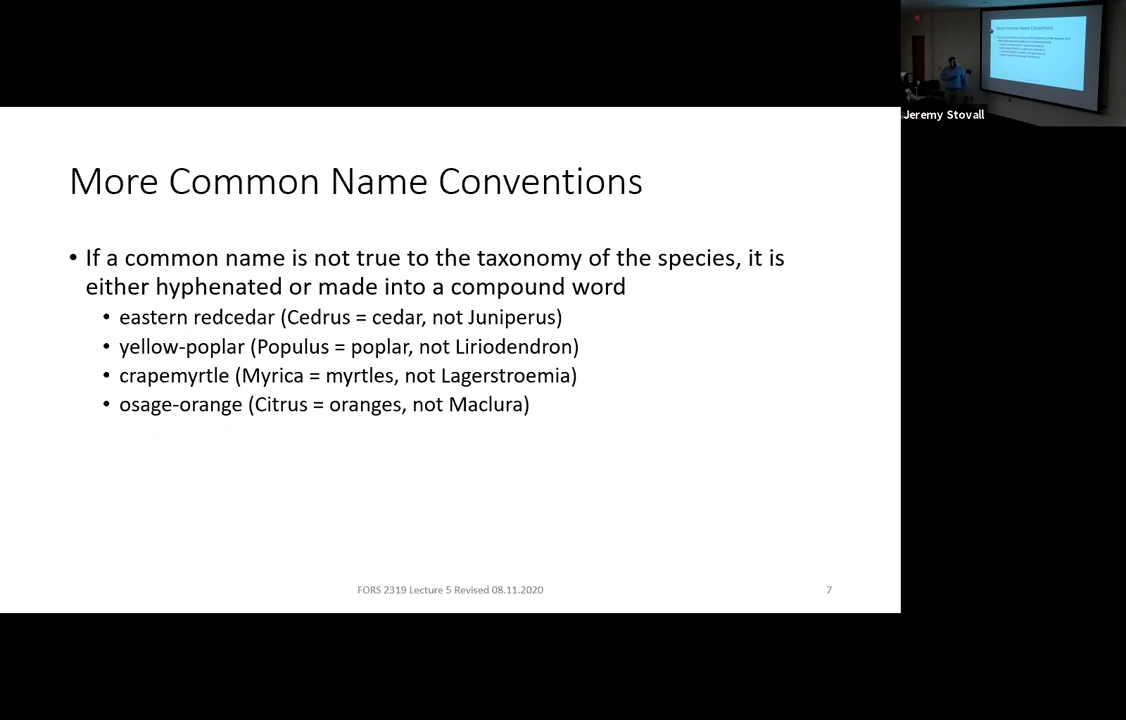 Jeremy Stovall
More Common Name Conventions
• If a common name is not true to the taxonomy of the species, it is
either hyphenated or made into a compound word
• eastern redcedar (Cedrus = cedar, not Juniperus)
• yellow-poplar (Populus = poplar, not Liriodendron)
• crapemyrtle (Myrica = myrtles, not Lagerstroemia)
• osage-orange (Citrus = oranges, not Maclura)
FORS 2319 Lecture 5 Revised 08.11.2020
7